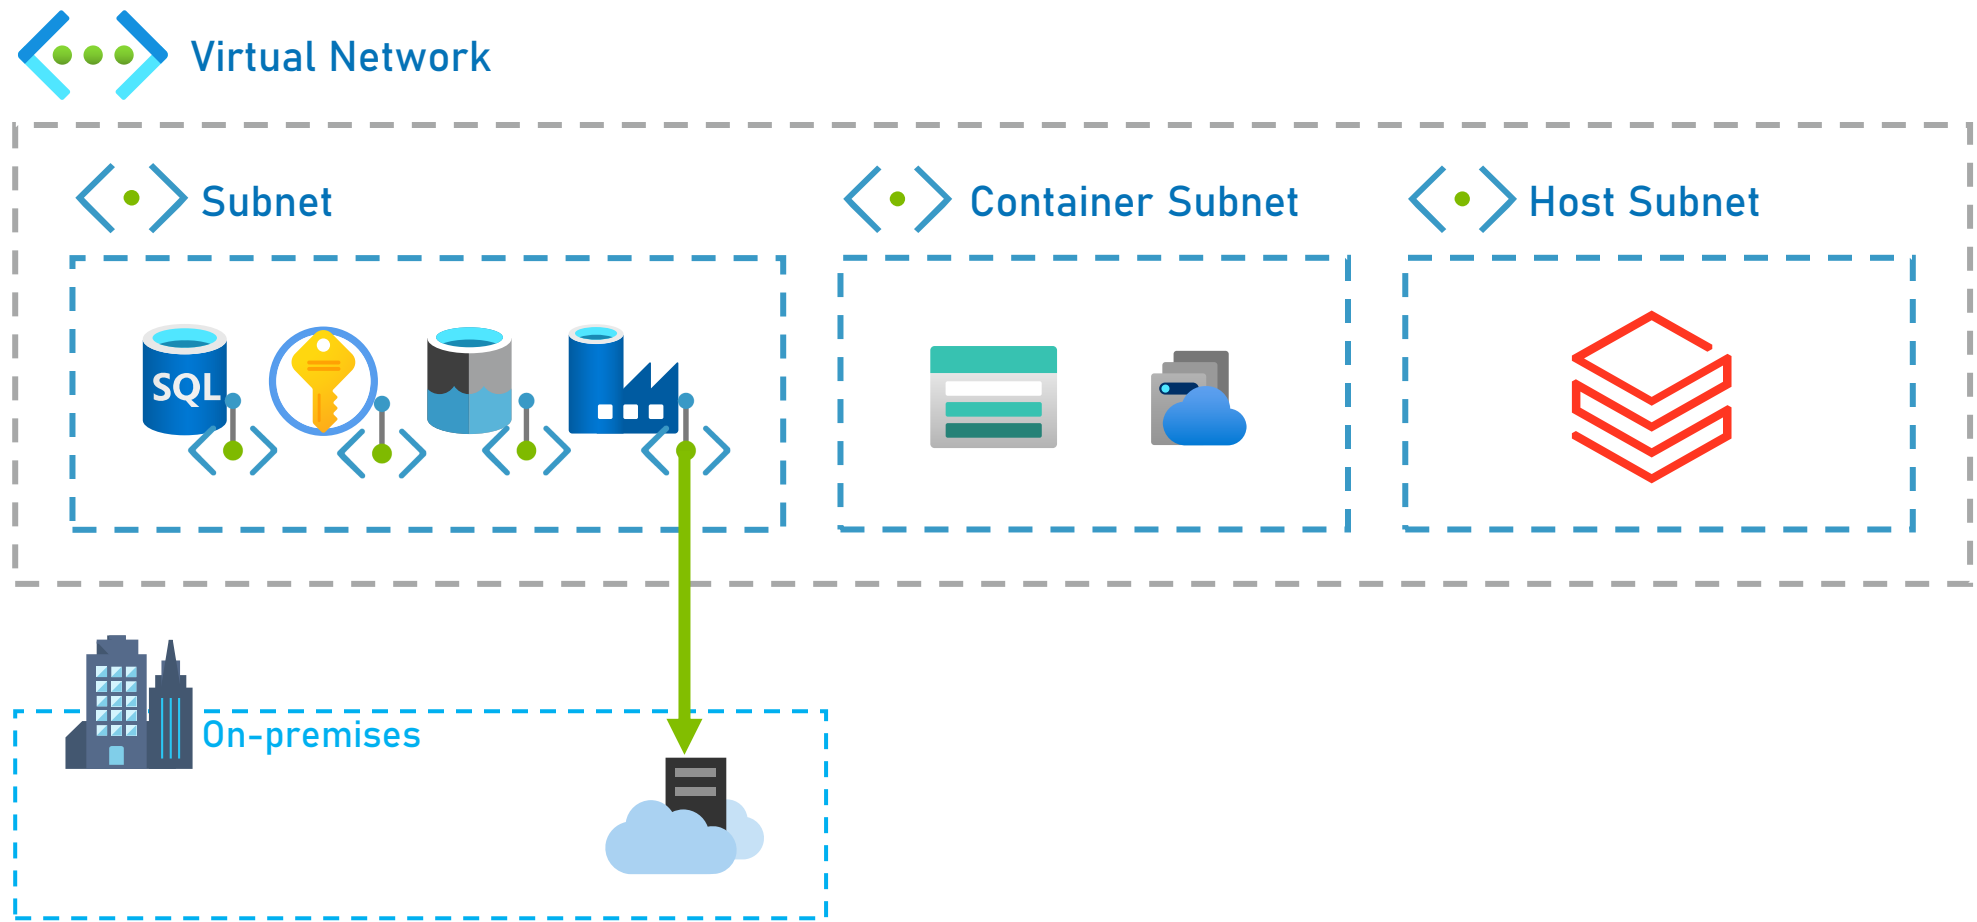 Virtual Network
Subnet
Container Subnet
Host Subnet
SQL
On-premises